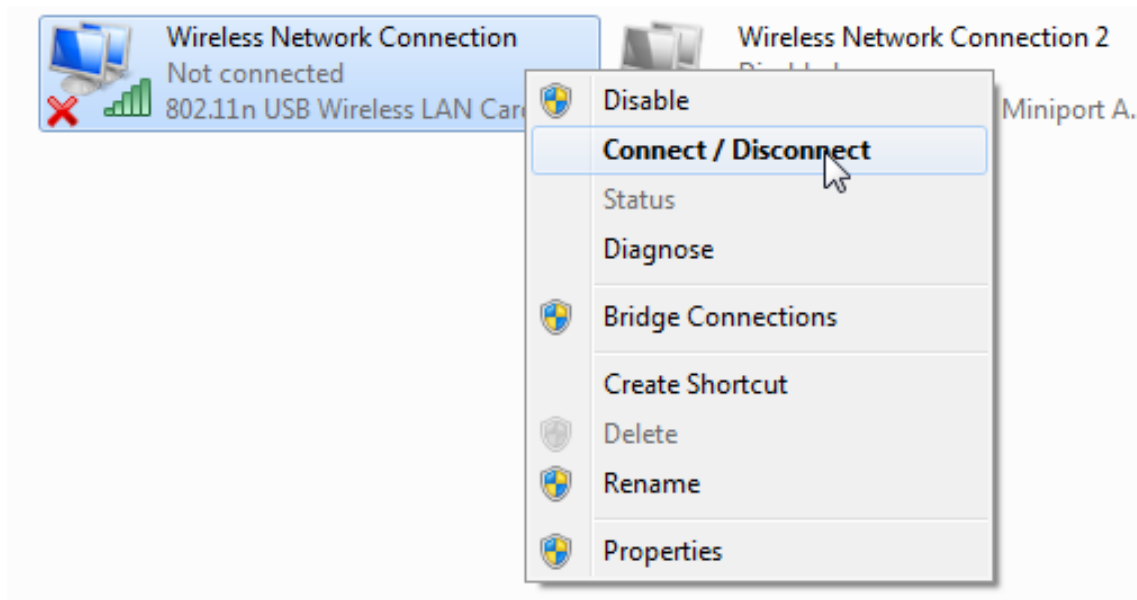 Wireless Network Connection
Not connected
802.11n USB Wireless LAN Car
Wireless Network Connection 2
Miniport A.
Disable
Connect / Disconnect
Status
Diagnose
Bridge Connections
Create Shortcut
Delete
Rename
Properties